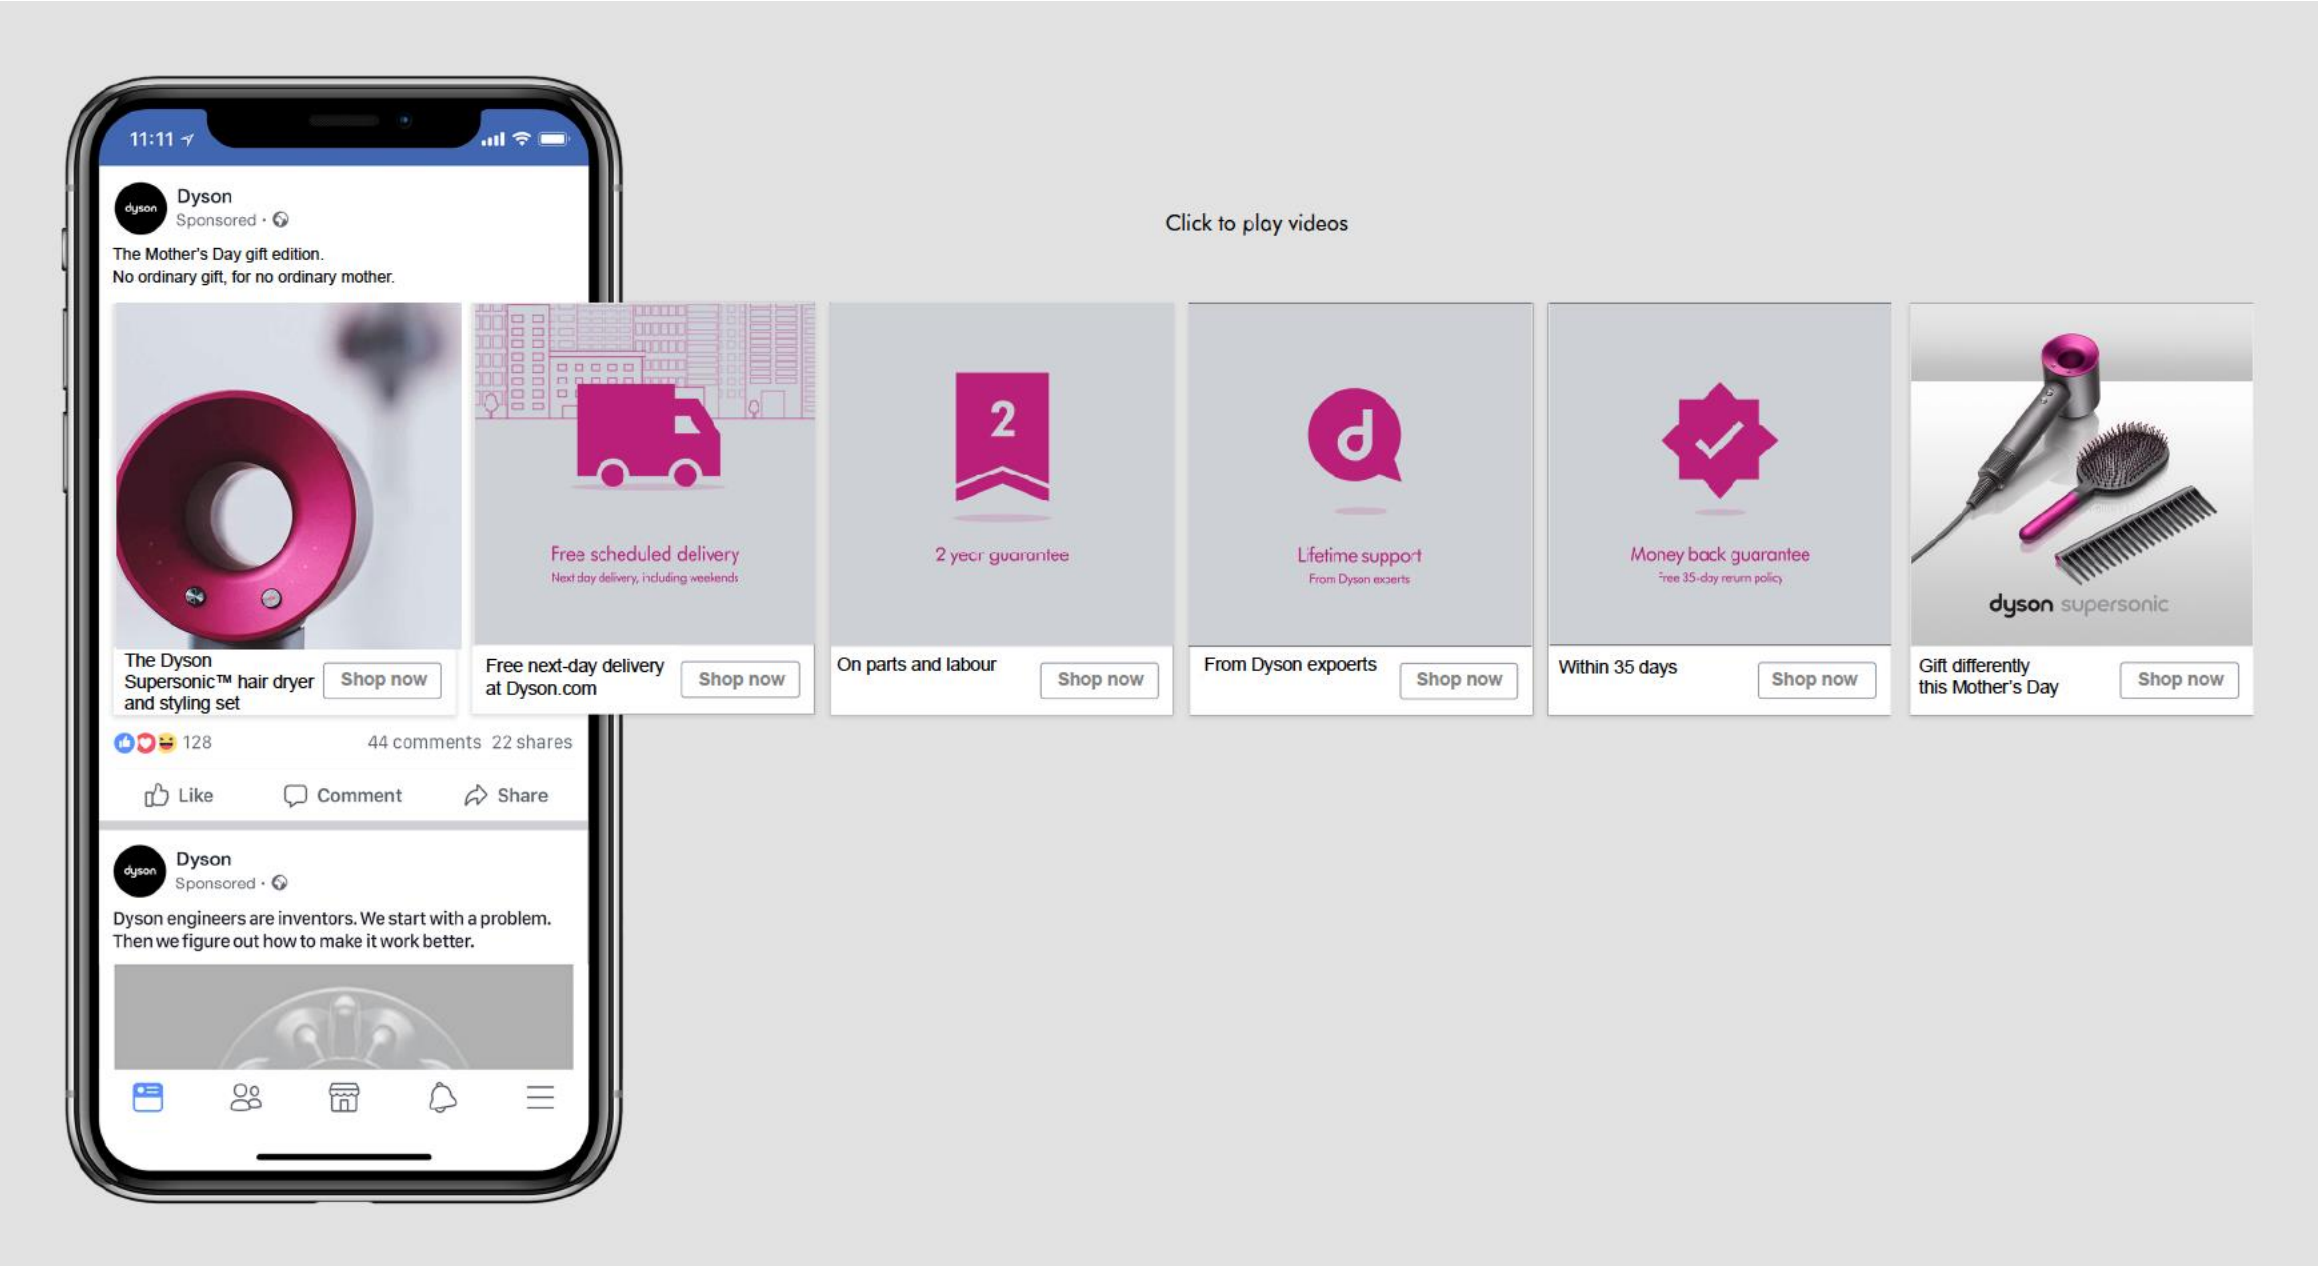 11:11
dyson
Dyson
Sponsored ·
The Mother's Day gift edition.
No ordinary gift, for no ordinary mother.
Click to play videos
The Dyson
Supersonic™ hair dryer
and styling set
Shop now
Free scheduled delivery
Next day delivery, including weekends
Free next-day delivery
at Dyson.com
Shop now
2
2 year guarantee
On parts and labour
Shop now
d
Lifetime support
From Dyson experts
From Dyson expoerts
Shop now
Money back guarantee
Free 35-day return policy
Within 35 days
Shop now
dyson supersonic
Gift differently
this Mother's Day
Shop now
128
44 comments 22 shares
Like
Comment
Share
dyson
Dyson
Sponsored ·
Dyson engineers are inventors. We start with a problem.
Then we figure out how to make it work better.